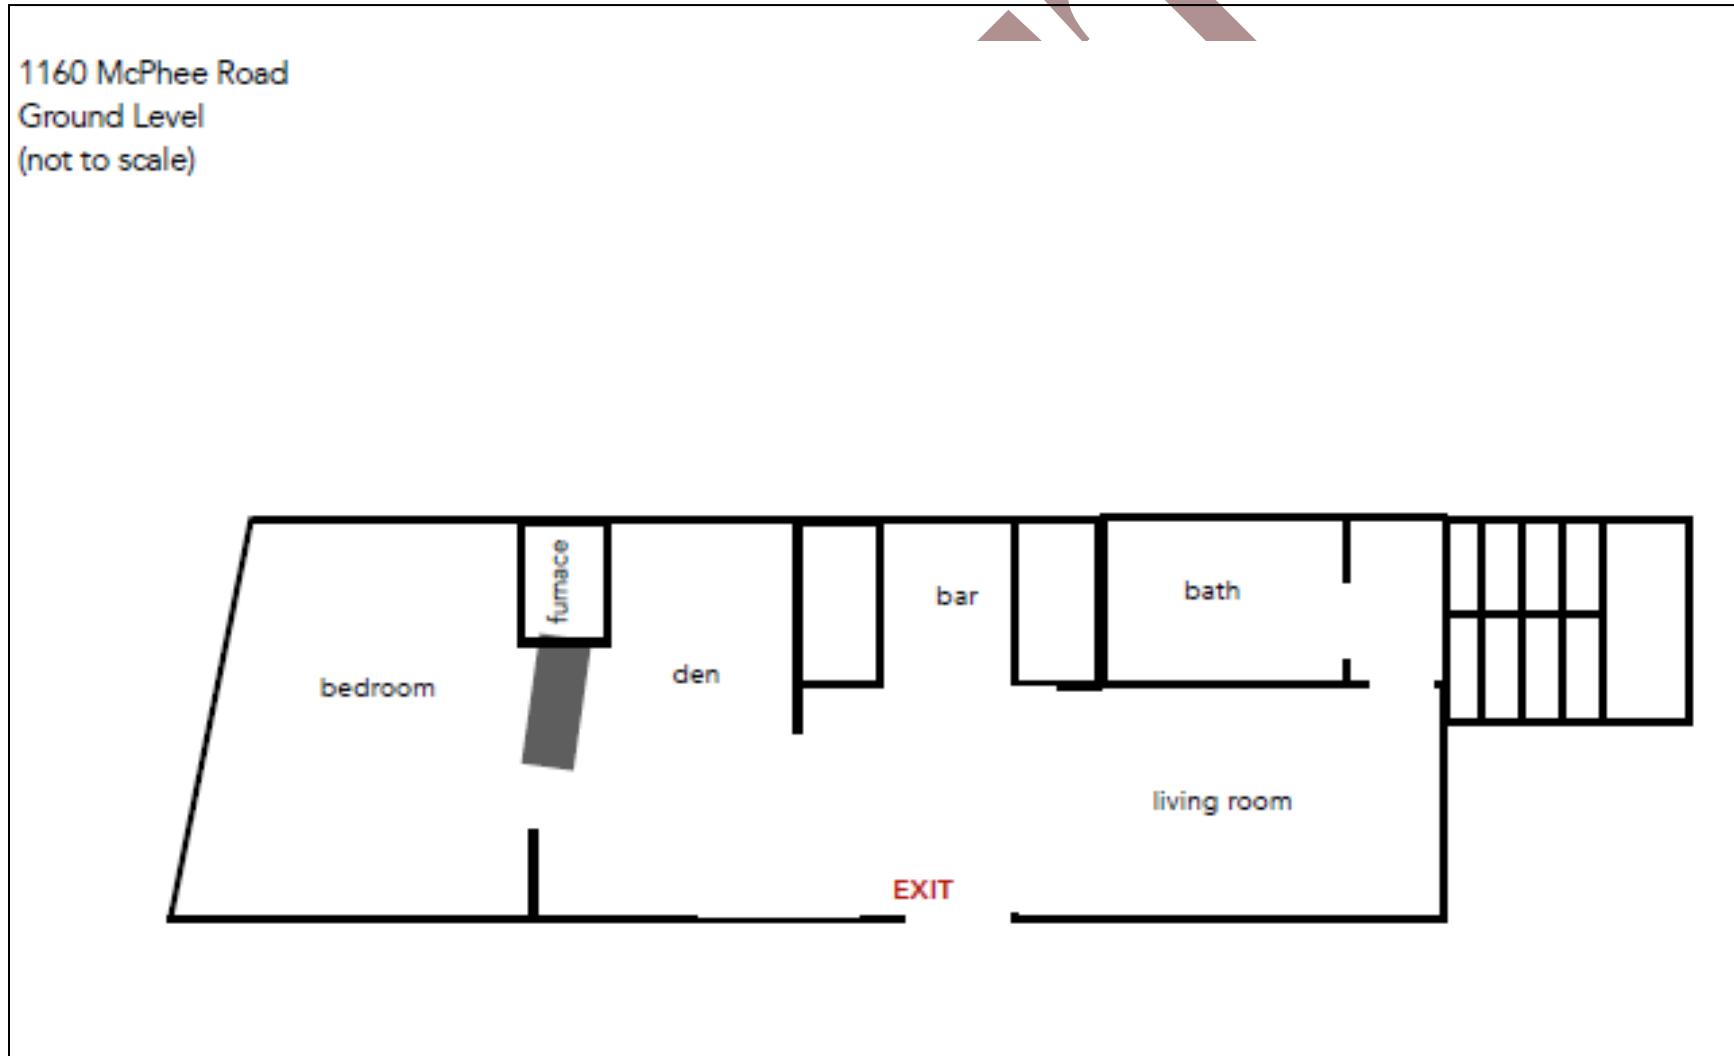 1160 McPhee Road
Ground Level
(not to scale)
furnace
bar
bath
den
bedroom
living room
EXIT